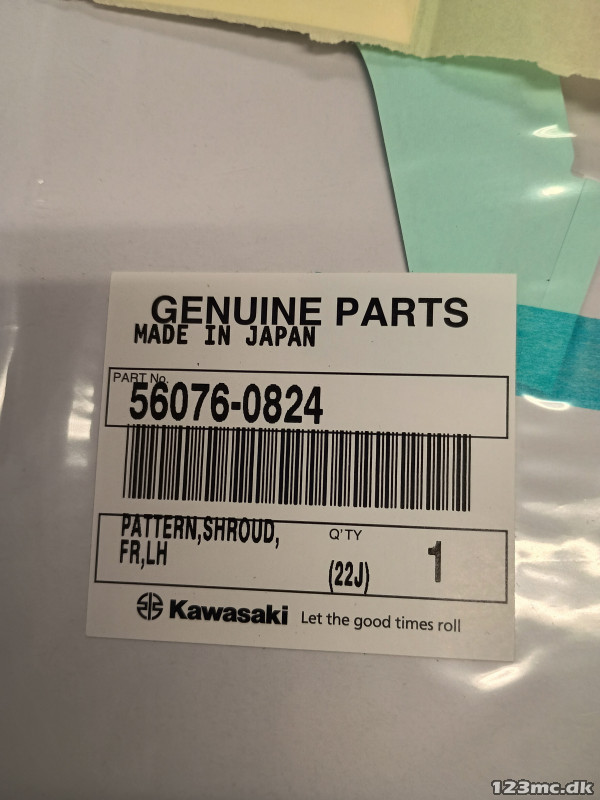 GENUINE PARTS
MADE IN JAPAN
PART No.
56076-0824
PATTERN,SHROUD,
FR,LH
Q'TY
(22J)
1
Kawasaki Let the good times roll
123mc.dk